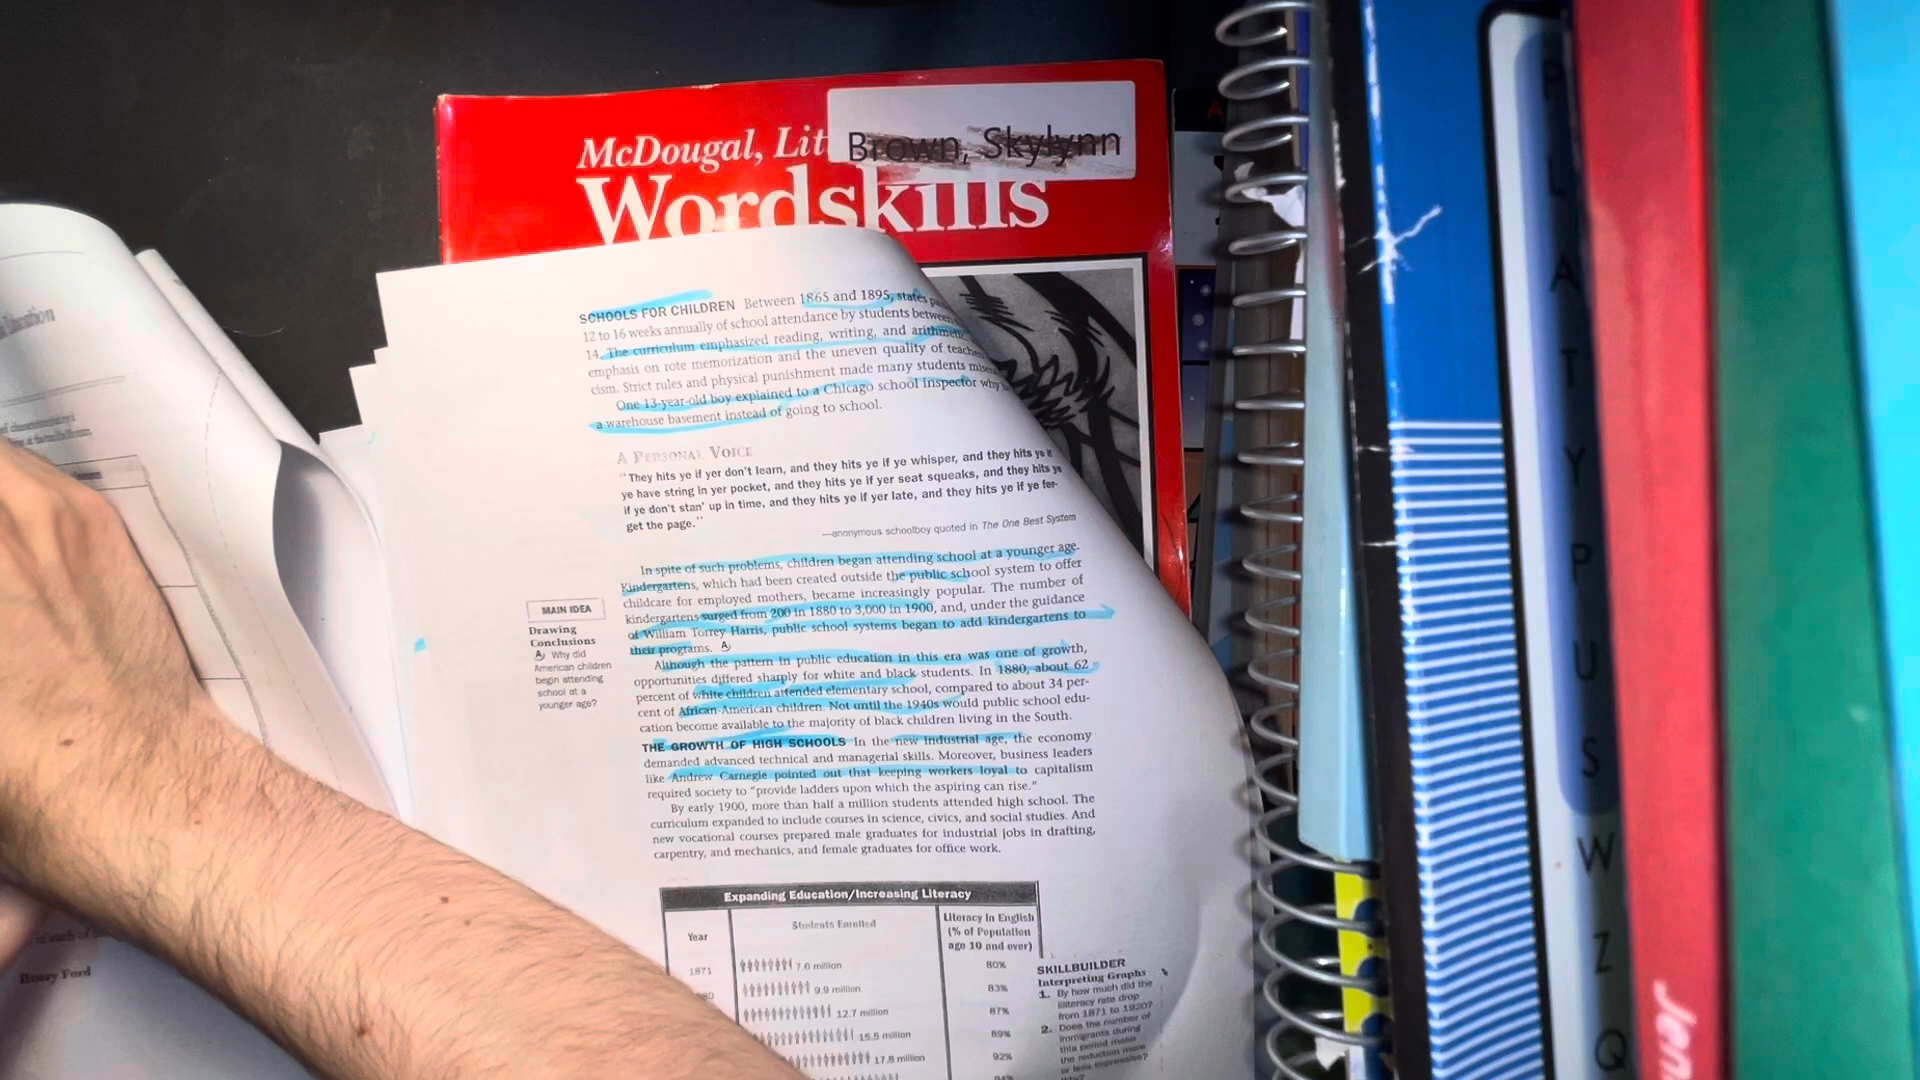 McDougal, Lit
Brown, Skylynn
Wordskills
SCHOOLS FOR CHILDREN Between 1865 and 1895, states
12 to 16 weeks annually of school attendance by students between
14. The curriculum emphasized reading, writing, and arithmetic
emphasis on rote memorization and the uneven quality of teach
cism. Strict rules and physical punishment made many students mise
One 13-year-old boy explained to a Chicago school inspector why
a warehouse basement instead of going to school.
A PERSONAL VOICE
"They hits ye if yer don't learn, and they hits ye if ye whisper, and they hits ye if
ye have string in yer pocket, and they hits ye if yer seat squeaks, and they hits ye
if ye don't stan' up in time, and they hits ye if yer late, and they hits ye if ye for-
get the page."
—anonymous schoolboy quoted in The One Best System
In spite of such problems, children began attending school at a younger age.
Kindergartens, which had been created outside the public school system to offer
childcare for employed mothers, became increasingly popular. The number of
kindergartens surged from 200 in 1880 to 3,000 in 1900, and, under the guidance
of William Torrey Harris, public school systems began to add kindergartens to
their programs. A
Although the pattern in public education in this era was one of growth,
opportunities differed sharply for white and black students. In 1880, about 62
percent of white children attended elementary school, compared to about 34 per-
cent of African-American children. Not until the 1940s would public school edu-
cation become available to the majority of black children living in the South.
MAIN IDEA
Drawing
Conclusions
A Why did
American children
begin attending
school at a
younger age?
THE GROWTH OF HIGH SCHOOLS In the new industrial age, the economy
demanded advanced technical and managerial skills. Moreover, business leaders
like Andrew Carnegie pointed out that keeping workers loyal to capitalism
required society to "provide ladders upon which the aspiring can rise."
By early 1900, more than half a million students attended high school. The
curriculum expanded to include courses in science, civics, and social studies. And
new vocational courses prepared male graduates for industrial jobs in drafting,
carpentry, and mechanics, and female graduates for office work.
Expanding Education/Increasing Literacy
Year
Students Enrolled
Literacy in English
(% of Population
age 10 and over)
1871 7.6 million 80%
9.9 million 83%
12.7 million 87%
15.5 million 89%
17.8 million 92%
94%
SKILLBUILDER
Interpreting Graphs
1. By how much did the
illiteracy rate drop
from 1871 to 1920?
2. Does the number of
immigrants during
this period make
the reduction more
or less impressive?
Why?
Henry Ford
PLATYPUS
W
Z
Q
Jen